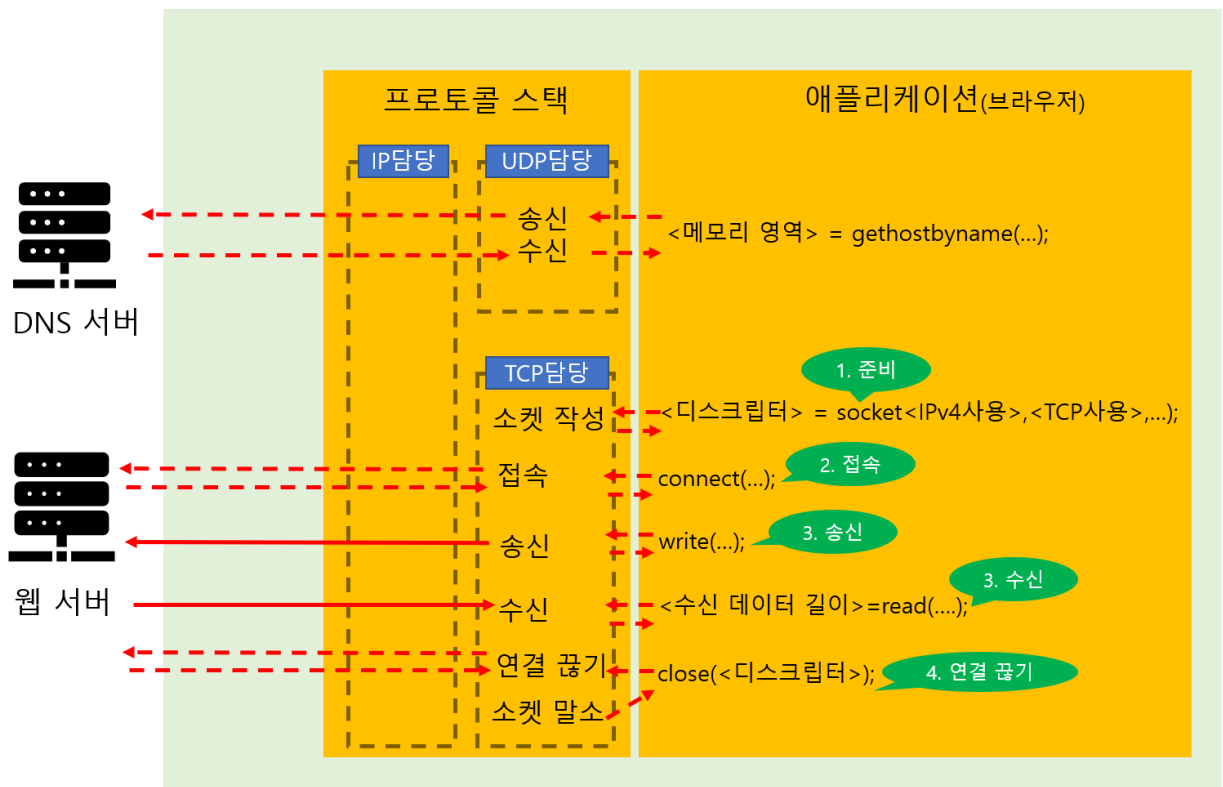 프로토콜 스택
애플리케이션(브라우저)
IP담당
UDP담당
송신
수신
<메모리 영역> = gethostbyname(...);
DNS 서버
TCP담당
1. 준비
소켓 작성
<디스크립터> = socket<IPv4사용>,<TCP사용>,...);
접속
connect(...);
2. 접속
송신
write(...);
3. 송신
웹 서버
수신
<수신 데이터 길이>=read(....);
3. 수신
연결 끊기
close(<디스크립터>);
4. 연결 끊기
소켓 말소